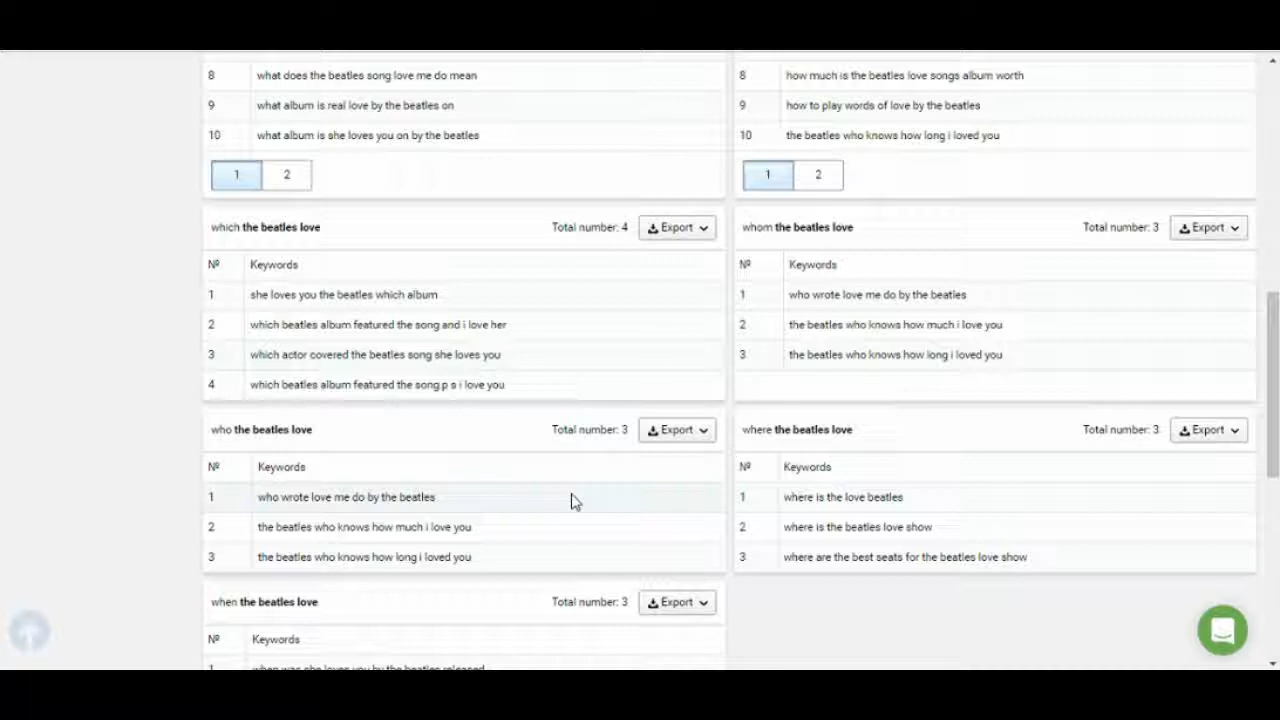 8 what does the beatles song love me do mean
9 what album is real love by the beatles on
10 what album is she loves you on by the beatles
1 2
8 how much is the beatles love songs album worth
9 how to play words of love by the beatles
10 the beatles who knows how long i loved you
1 2
which the beatles love Total number: 4 Export
Nº Keywords
1 she loves you the beatles which album
2 which beatles album featured the song and i love her
3 which actor covered the beatles song she loves you
4 which beatles album featured the song p s i love you
whom the beatles love Total number: 3 Export
Nº Keywords
1 who wrote love me do by the beatles
2 the beatles who knows how much i love you
3 the beatles who knows how long i loved you
who the beatles love Total number: 3 Export
Nº Keywords
1 who wrote love me do by the beatles
2 the beatles who knows how much i love you
3 the beatles who knows how long i loved you
where the beatles love Total number: 3 Export
Nº Keywords
1 where is the love beatles
2 where is the beatles love show
3 where are the best seats for the beatles love show
when the beatles love Total number: 3 Export
Nº Keywords
1 when was she loves you by the beatles released